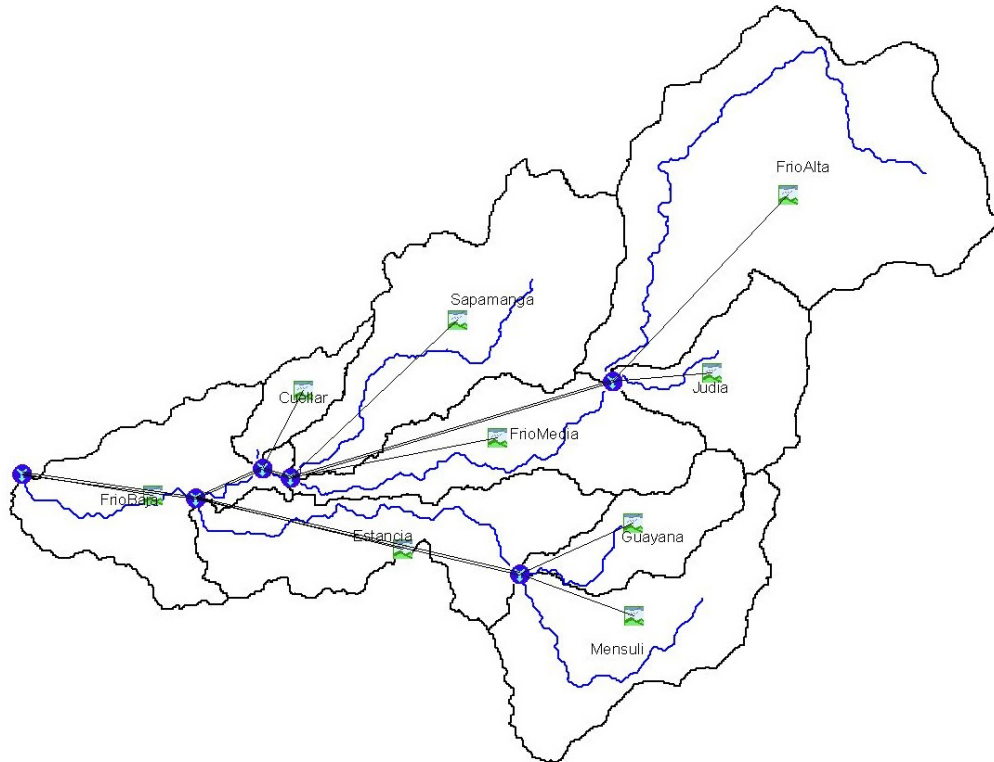 FrioAlta
Sapamanga
Judia
Cuellar
FrioMedia
FrioBaja
Estancia
Guayana
Mensuli